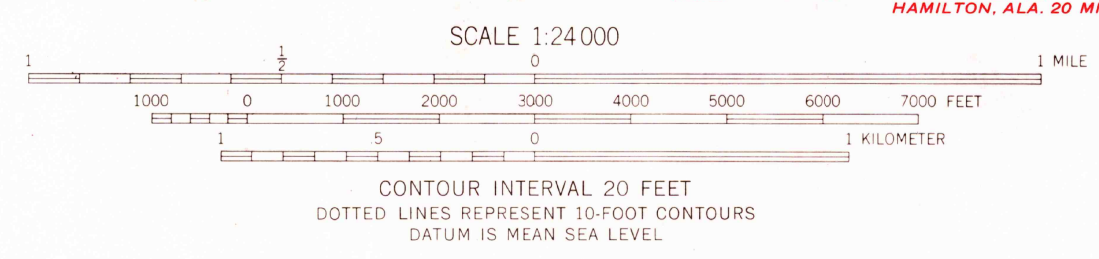 HAMILTON, ALA. 20 MI
SCALE 1:24 000
1 1/2 0 1 MILE
1000 0 1000 2000 3000 4000 5000 6000 7000 FEET
1 .5 0 1 KILOMETER
CONTOUR INTERVAL 20 FEET
DOTTED LINES REPRESENT 10-FOOT CONTOURS
DATUM IS MEAN SEA LEVEL